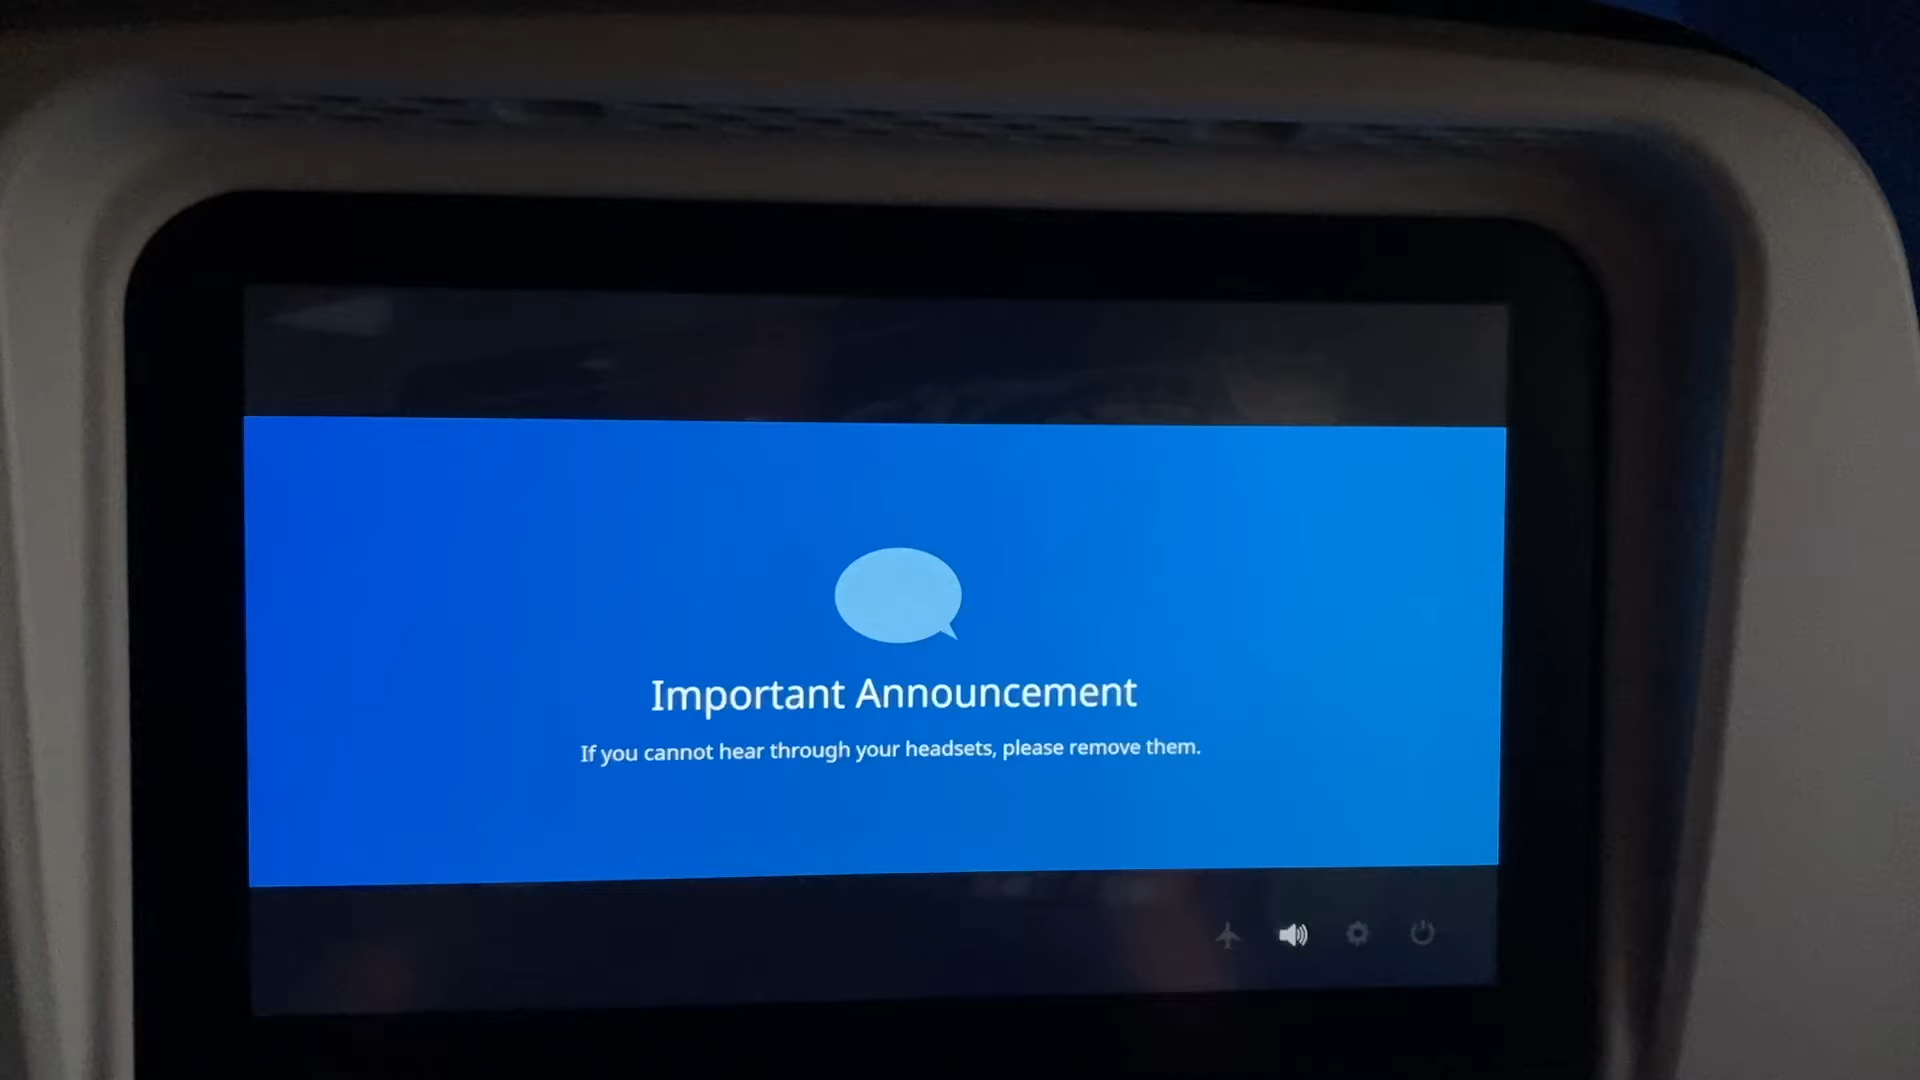 Important Announcement
If you cannot hear through your headsets, please remove them.